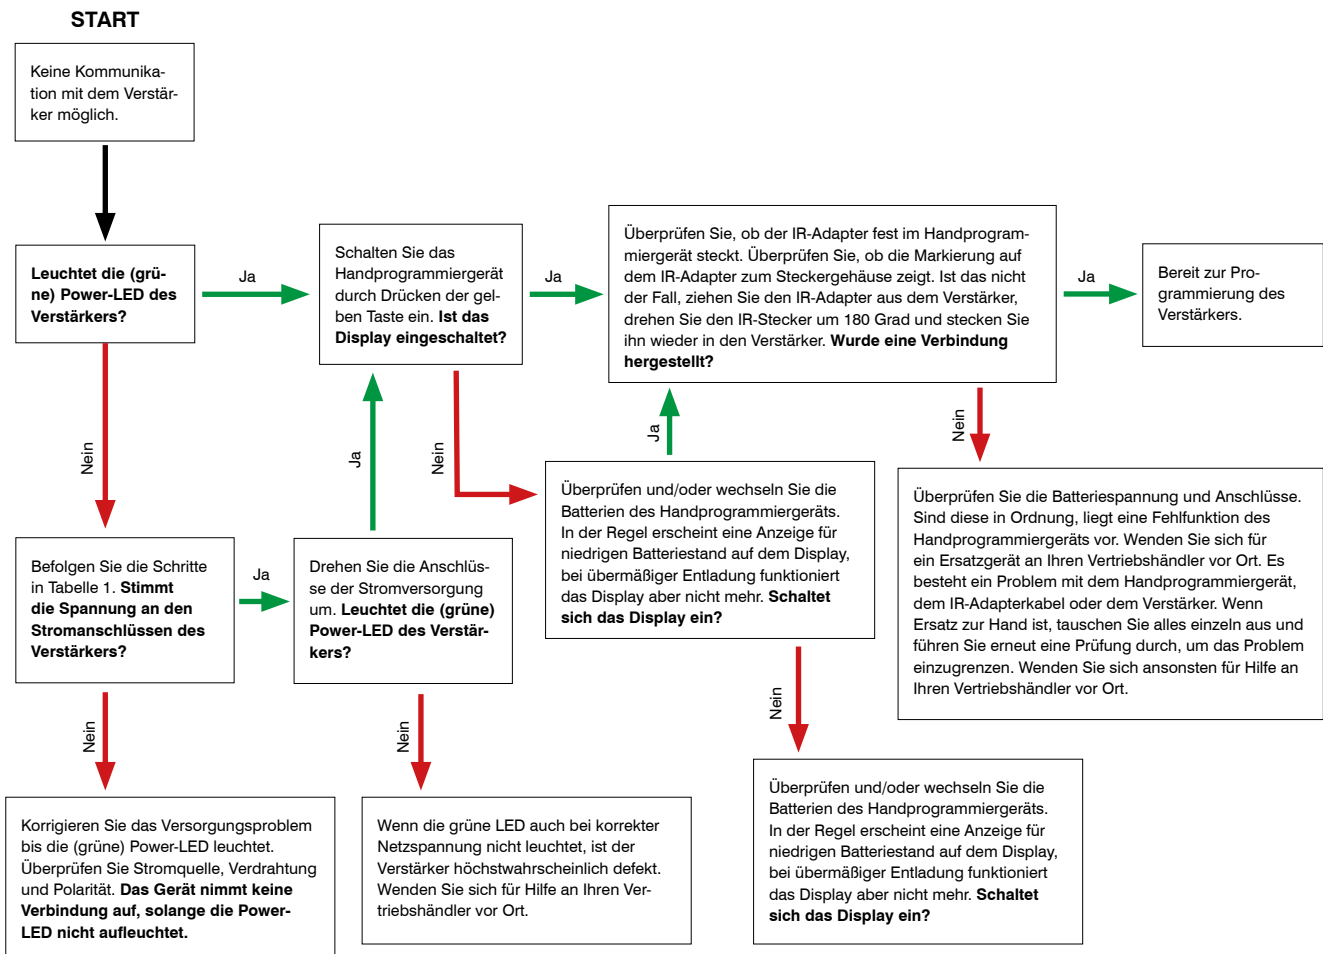 START
Keine Kommunika-
tion mit dem Verstär-
ker möglich.
Leuchtet die (grü-
ne) Power-LED des
Verstärkers?
Ja
Schalten Sie das
Handprogrammiergerät
durch Drücken der gel-
ben Taste ein. Ist das
Display eingeschaltet?
Ja
Überprüfen Sie, ob der IR-Adapter fest im Handprogram-
miergerät steckt. Überprüfen Sie, ob die Markierung auf
dem IR-Adapter zum Steckergehäuse zeigt. Ist das nicht
der Fall, ziehen Sie den IR-Adapter aus dem Verstärker,
drehen Sie den IR-Stecker um 180 Grad und stecken Sie
ihn wieder in den Verstärker. Wurde eine Verbindung
hergestellt?
Ja
Bereit zur Pro-
grammierung des
Verstärkers.
Nein
Ja
Nein
Ja
Nein
Befolgen Sie die Schritte
in Tabelle 1. Stimmt
die Spannung an den
Stromanschlüssen des
Verstärkers?
Ja
Drehen Sie die Anschlüs-
se der Stromversorgung
um. Leuchtet die (grüne)
Power-LED des Verstär-
kers?
Überprüfen und/oder wechseln Sie die
Batterien des Handprogrammiergeräts.
In der Regel erscheint eine Anzeige für
niedrigen Batteriestand auf dem Display,
bei übermäßiger Entladung funktioniert
das Display aber nicht mehr. Schaltet
sich das Display ein?
Überprüfen Sie die Batteriespannung und Anschlüsse.
Sind diese in Ordnung, liegt eine Fehlfunktion des
Handprogrammiergeräts vor. Wenden Sie sich für
ein Ersatzgerät an Ihren Vertriebshändler vor Ort. Es
besteht ein Problem mit dem Handprogrammiergerät,
dem IR-Adapterkabel oder dem Verstärker. Wenn
Ersatz zur Hand ist, tauschen Sie alles einzeln aus und
führen Sie erneut eine Prüfung durch, um das Problem
einzugrenzen. Wenden Sie sich ansonsten für Hilfe an
Ihren Vertriebshändler vor Ort.
Nein
Nein
Nein
Korrigieren Sie das Versorgungsproblem
bis die (grüne) Power-LED leuchtet.
Überprüfen Sie Stromquelle, Verdrahtung
und Polarität. Das Gerät nimmt keine
Verbindung auf, solange die Power-
LED nicht aufleuchtet.
Wenn die grüne LED auch bei korrekter
Netzspannung nicht leuchtet, ist der
Verstärker höchstwahrscheinlich defekt.
Wenden Sie sich für Hilfe an Ihren Ver-
triebshändler vor Ort.
Überprüfen und/oder wechseln Sie die
Batterien des Handprogrammiergeräts.
In der Regel erscheint eine Anzeige für
niedrigen Batteriestand auf dem Display,
bei übermäßiger Entladung funktioniert
das Display aber nicht mehr. Schaltet
sich das Display ein?